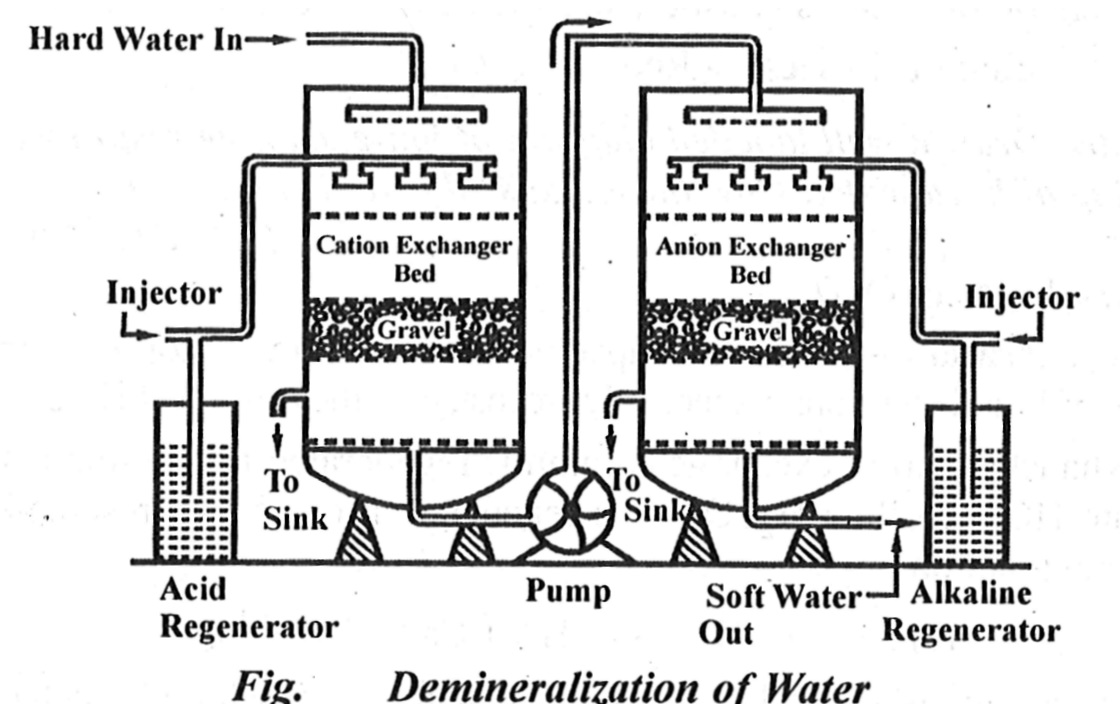 Hard Water In
Cation Exchanger
Bed
Anion Exchanger
Bed
Injector
Injector
Gravel
Gravel
To
Sink
To
Sink
Acid
Regenerator
Pump
Soft Water
Out
Alkaline
Regenerator
Fig. Demineralization of Water